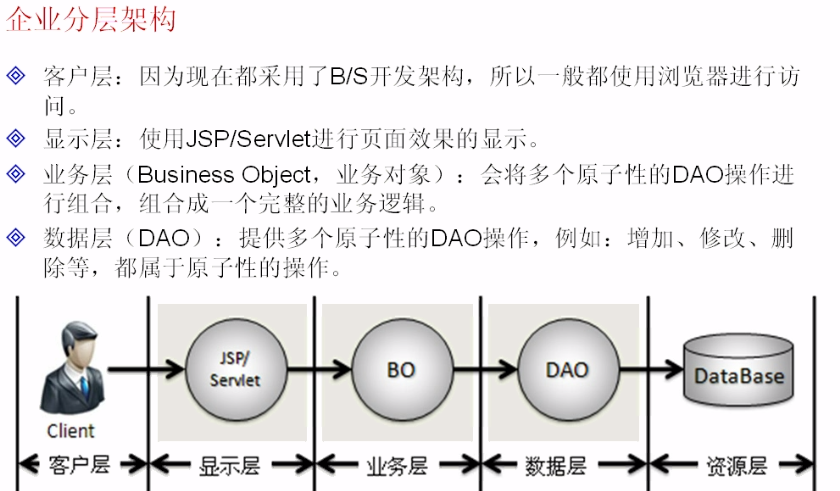 企业分层架构
客户层：因为现在都采用了B/S开发架构，所以一般都使用浏览器进行访
问。
显示层：使用JSP/Servlet进行页面效果的显示。
业务层（Business Object，业务对象）：会将多个原子性的DAO操作进
行组合，组合成一个完整的业务逻辑。
数据层（DAO）：提供多个原子性的DAO操作，例如：增加、修改、删
除等，都属于原子性的操作。
JSP/
Servlet
BO
DAO
DataBase
Client
客户层
显示层
业务层
数据层
资源层